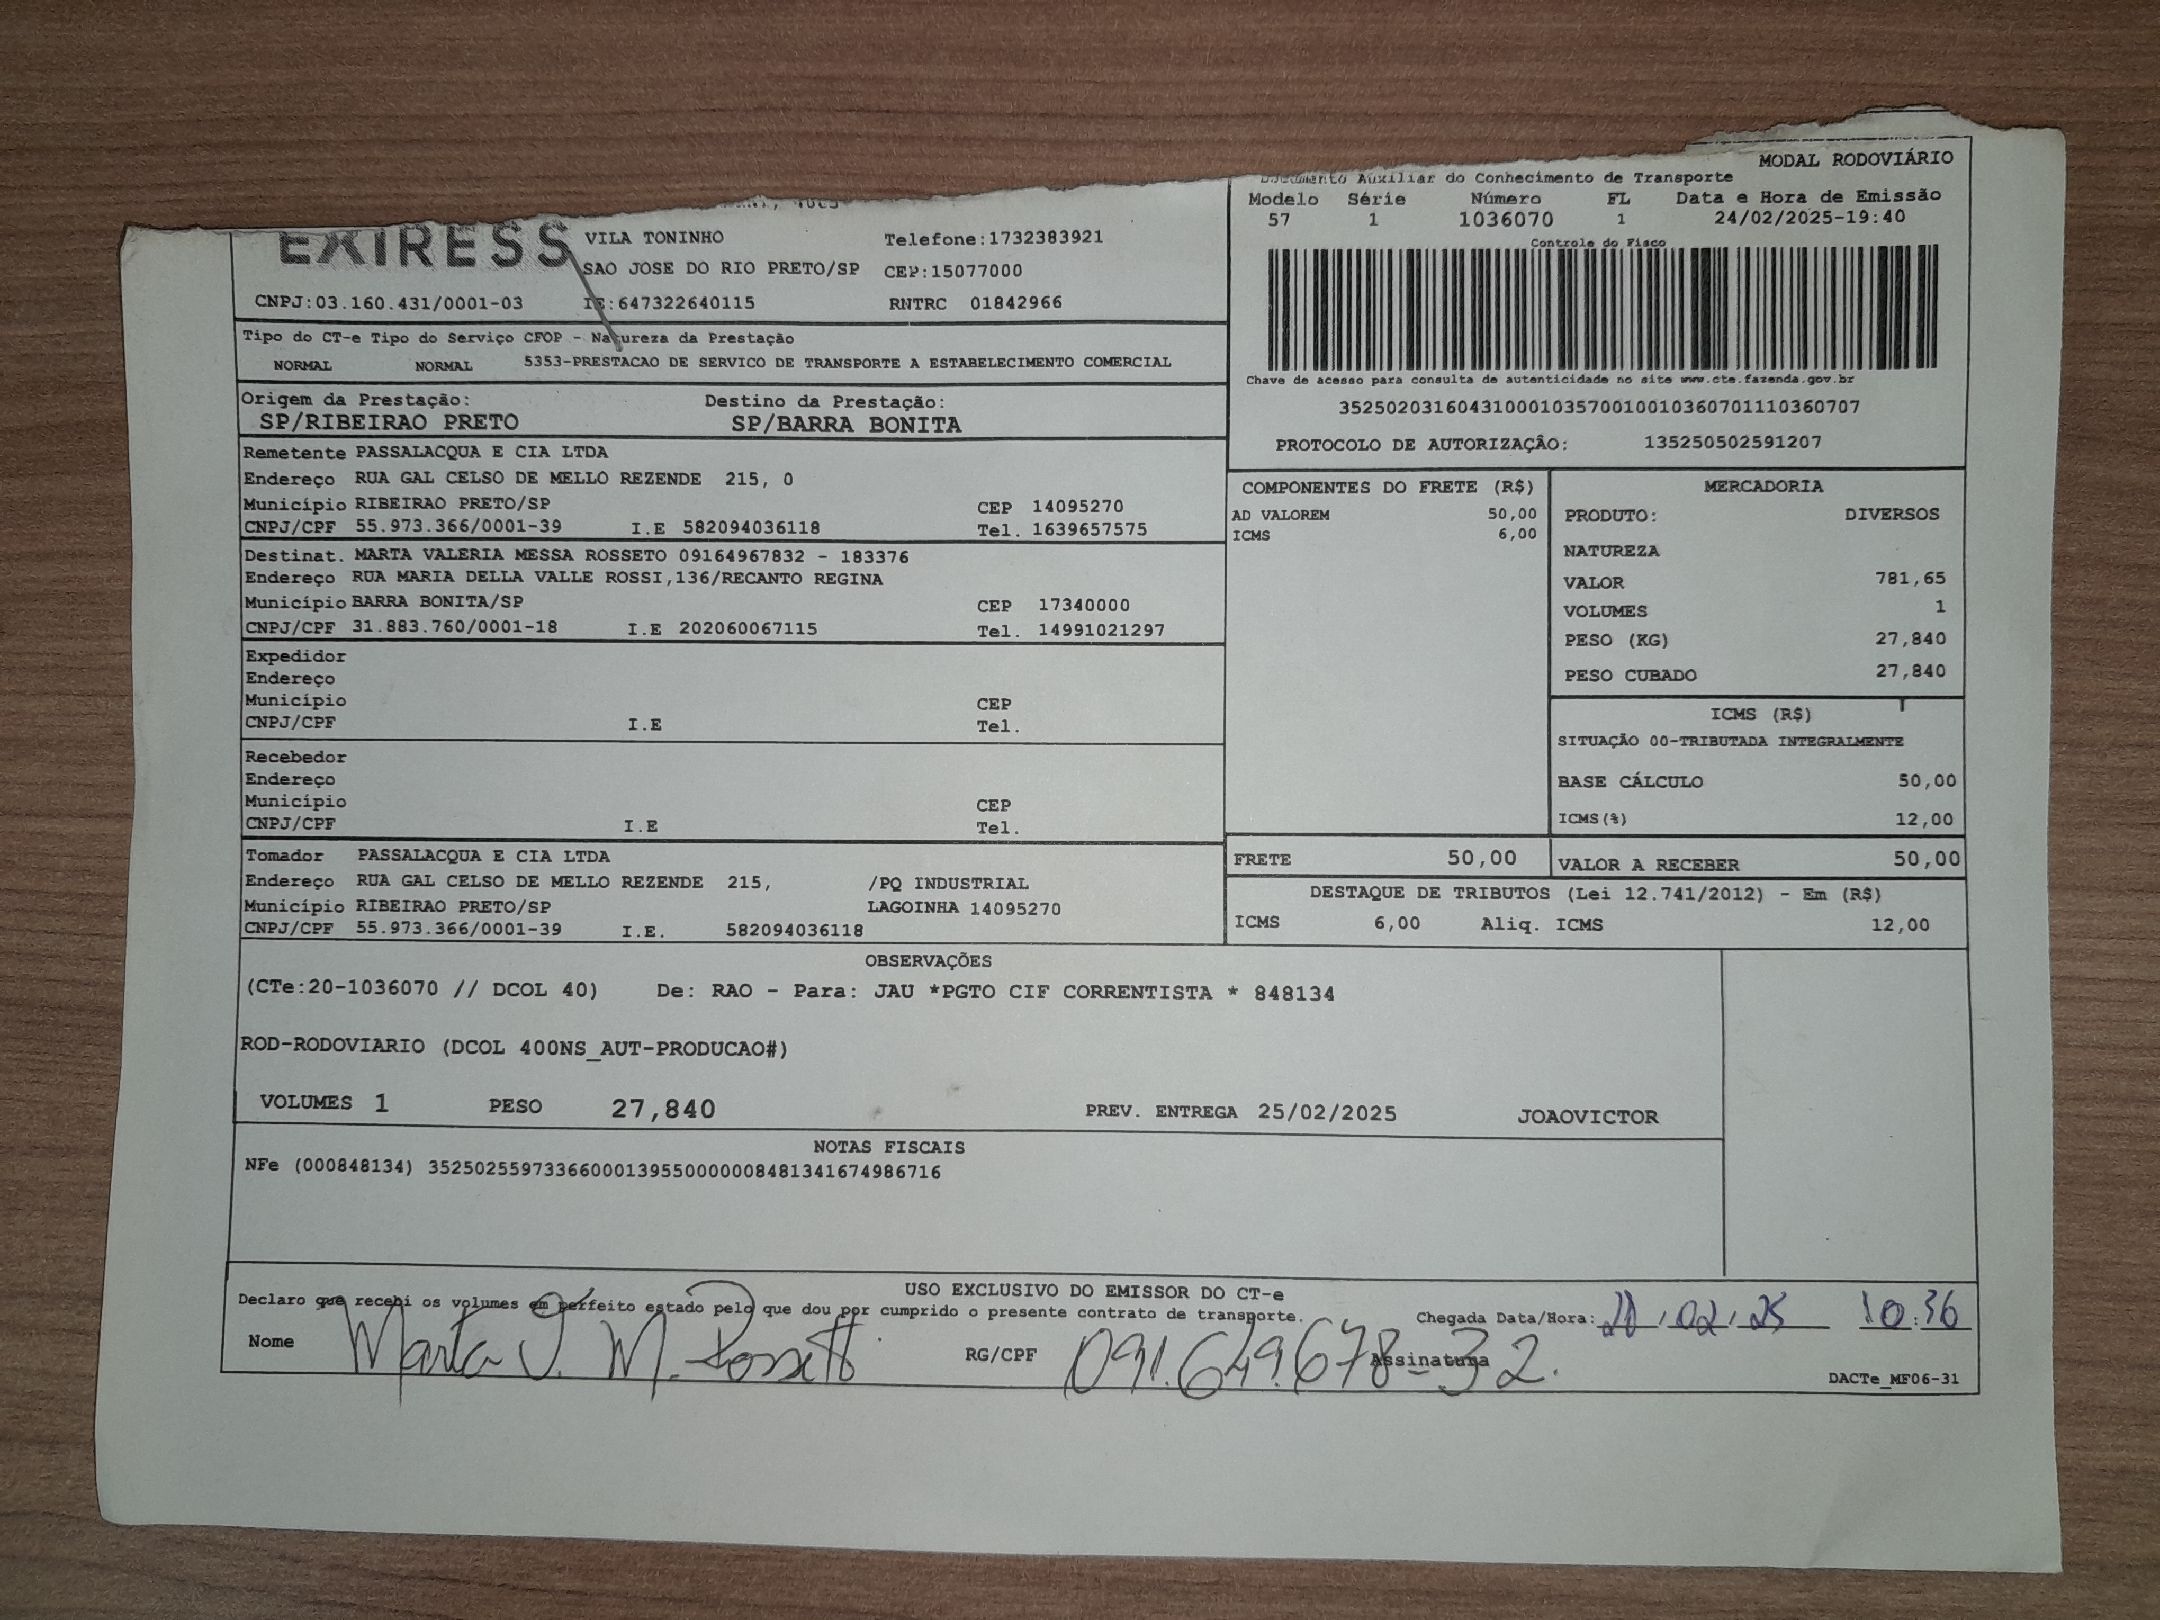 MODAL RODOVIÁRIO
Documento Auxiliar do Conhecimento de Transporte
Modelo Série Número FL Data e Hora de Emissão
57 1 1036070 1 24/02/2025-19:40
Controle do Fisco
VILA TONINHO Telefone:1732383921
SAO JOSE DO RIO PRETO/SP CEP:15077000
CNPJ:03.160.431/0001-03 IE:647322640115 RNTRC 01842966
Tipo do CT-e Tipo do Serviço CFOP - Natureza da Prestação
NORMAL NORMAL 5353-PRESTACAO DE SERVICO DE TRANSPORTE A ESTABELECIMENTO COMERCIAL
Chave de acesso para consulta de autenticidade no site www.cte.fazenda.gov.br
35250203160431000103570010010360701110360707
PROTOCOLO DE AUTORIZAÇÃO: 135250502591207
Origem da Prestação: Destino da Prestação:
SP/RIBEIRAO PRETO SP/BARRA BONITA
Remetente PASSALACQUA E CIA LTDA
Endereço RUA GAL CELSO DE MELLO REZENDE 215, 0
Município RIBEIRAO PRETO/SP CEP 14095270
CNPJ/CPF 55.973.366/0001-39 I.E 582094036118 Tel. 1639657575
Destinat. MARTA VALERIA MESSA ROSSETO 09164967832 - 183376
Endereço RUA MARIA DELLA VALLE ROSSI,136/RECANTO REGINA
Município BARRA BONITA/SP CEP 17340000
CNPJ/CPF 31.883.760/0001-18 I.E 202060067115 Tel. 14991021297
Expedidor
Endereço
Município CEP
CNPJ/CPF I.E Tel.
Recebedor
Endereço
Município CEP
CNPJ/CPF I.E Tel.
Tomador PASSALACQUA E CIA LTDA
Endereço RUA GAL CELSO DE MELLO REZENDE 215, /PQ INDUSTRIAL
Município RIBEIRAO PRETO/SP LAGOINHA 14095270
CNPJ/CPF 55.973.366/0001-39 I.E. 582094036118
COMPONENTES DO FRETE (R$)
AD VALOREM 50,00
ICMS 6,00
MERCADORIA
PRODUTO: DIVERSOS
NATUREZA
VALOR 781,65
VOLUMES 1
PESO (KG) 27,840
PESO CUBADO 27,840
ICMS (R$)
SITUAÇÃO 00-TRIBUTADA INTEGRALMENTE
BASE CÁLCULO 50,00
ICMS(%) 12,00
FRETE 50,00 VALOR A RECEBER 50,00
DESTAQUE DE TRIBUTOS (Lei 12.741/2012) - Em (R$)
ICMS 6,00 Aliq. ICMS 12,00
OBSERVAÇÕES
(CTe:20-1036070 // DCOL 40) De: RAO - Para: JAU *PGTO CIF CORRENTISTA * 848134
ROD-RODOVIARIO (DCOL 400NS_AUT-PRODUCAO#)
VOLUMES 1 PESO 27,840 PREV. ENTREGA 25/02/2025 JOAOVICTOR
NOTAS FISCAIS
NFe (000848134) 35250255973366000139550000008481341674986716
USO EXCLUSIVO DO EMISSOR DO CT-e
Declaro que recebi os volumes em perfeito estado pelo que dou por cumprido o presente contrato de transporte. Chegada Data/Hora: /02/25 10:36
Nome Marta V. M. Rossett RG/CPF 091.649.678-32. Assinatura
DACTe_MF06-31